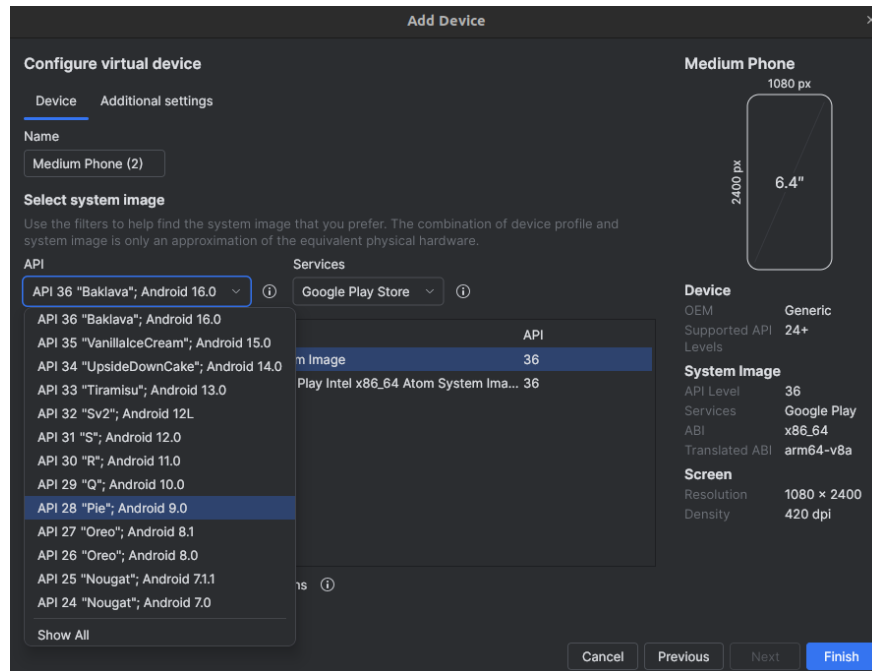 Add Device
Configure virtual device
Device Additional settings
Name
Medium Phone (2)
Select system image
Use the filters to help find the system image that you prefer. The combination of device profile and
system image is only an approximation of the equivalent physical hardware.
API Services
API 36 "Baklava"; Android 16.0 Google Play Store
API 36 "Baklava"; Android 16.0
API 35 "VanillaIceCream"; Android 15.0
API 34 "UpsideDownCake"; Android 14.0
API 33 "Tiramisu"; Android 13.0
API 32 "Sv2"; Android 12L
API 31 "S"; Android 12.0
API 30 "R"; Android 11.0
API 29 "Q"; Android 10.0
API 28 "Pie"; Android 9.0
API 27 "Oreo"; Android 8.1
API 26 "Oreo"; Android 8.0
API 25 "Nougat"; Android 7.1.1
API 24 "Nougat"; Android 7.0
Show All
API
m Image 36
Play Intel x86_64 Atom System Ima... 36
ns
Medium Phone
1080 px
2400 px
6.4"
Device
OEM Generic
Supported API 24+
Levels
System Image
API Level 36
Services Google Play
ABI x86_64
Translated ABI arm64-v8a
Screen
Resolution 1080 × 2400
Density 420 dpi
Cancel Previous Next Finish